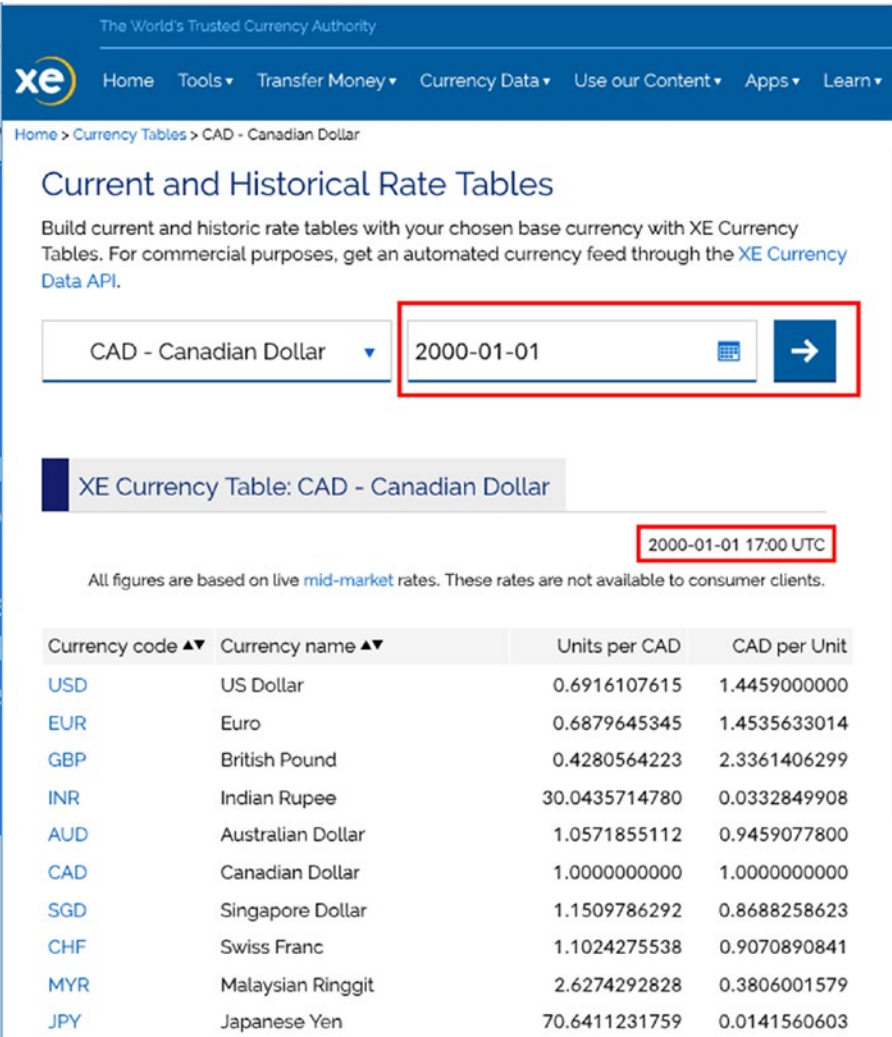 The World's Trusted Currency Authority
xe Home Tools ▾ Transfer Money ▾ Currency Data ▾ Use our Content ▾ Apps ▾ Learn ▾
Home > Currency Tables > CAD - Canadian Dollar
Current and Historical Rate Tables
Build current and historic rate tables with your chosen base currency with XE Currency
Tables. For commercial purposes, get an automated currency feed through the XE Currency
Data API.
CAD - Canadian Dollar ▾ 2000-01-01 →
XE Currency Table: CAD - Canadian Dollar
2000-01-01 17:00 UTC
All figures are based on live mid-market rates. These rates are not available to consumer clients.
Currency code ▲▼ Currency name ▲▼ Units per CAD CAD per Unit
USD US Dollar 0.6916107615 1.4459000000
EUR Euro 0.6879645345 1.4535633014
GBP British Pound 0.4280564223 2.3361406299
INR Indian Rupee 30.0435714780 0.0332849908
AUD Australian Dollar 1.0571855112 0.9459077800
CAD Canadian Dollar 1.0000000000 1.0000000000
SGD Singapore Dollar 1.1509786292 0.8688258623
CHF Swiss Franc 1.1024275538 0.9070890841
MYR Malaysian Ringgit 2.6274292828 0.3806001579
JPY Japanese Yen 70.6411231759 0.0141560603